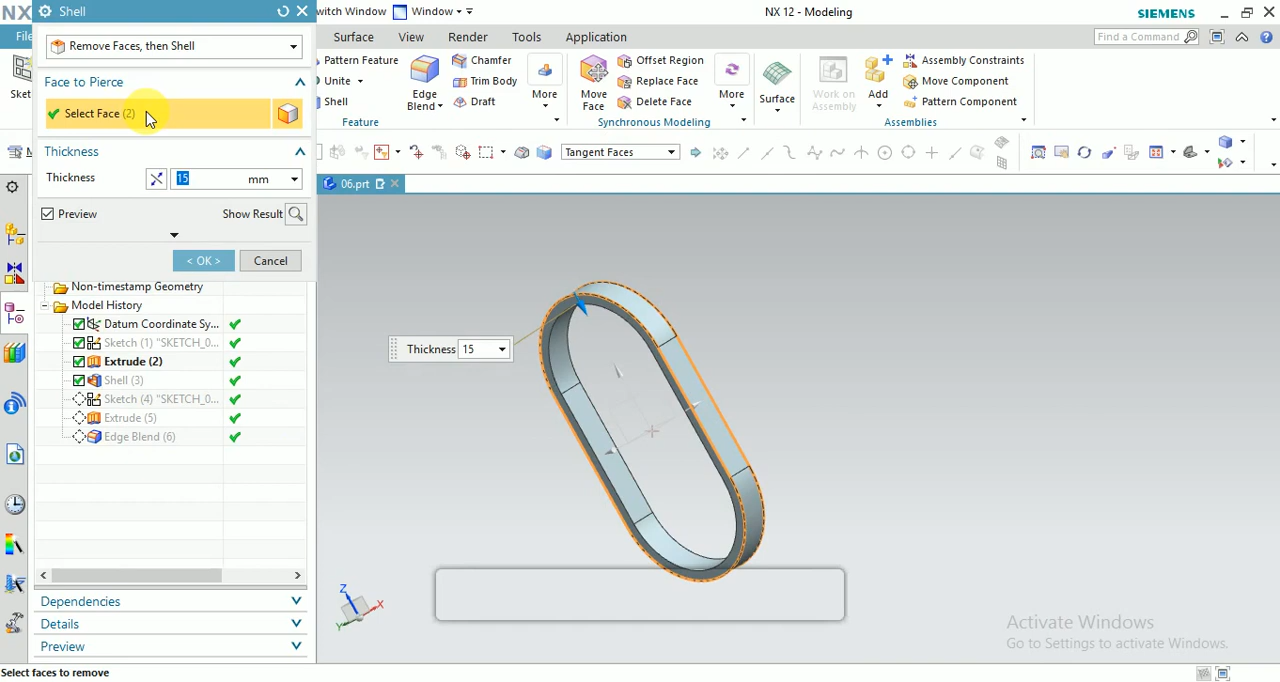 NX
Shell
witch Window
Window
NX 12 - Modeling
SIEMENS
File
Surface
View
Render
Tools
Application
Find a Command
Remove Faces, then Shell
Face to Pierce
Select Face (2)
Thickness
Thickness
15
mm
Preview
Show Result
< OK >
Cancel
Sket
Pattern Feature
Unite
Shell
Edge
Blend
Chamfer
Trim Body
Draft
More
Feature
Move
Face
Offset Region
Replace Face
Delete Face
More
Synchronous Modeling
Surface
Work on
Assembly
Add
Assembly Constraints
Move Component
Pattern Component
Assemblies
M
Tangent Faces
06.prt
Non-timestamp Geometry
Model History
Datum Coordinate Sy...
Sketch (1) "SKETCH_0...
Extrude (2)
Shell (3)
Sketch (4) "SKETCH_0...
Extrude (5)
Edge Blend (6)
Dependencies
Details
Preview
Thickness 15
Z
X
Y
Activate Windows
Go to Settings to activate Windows.
Select faces to remove